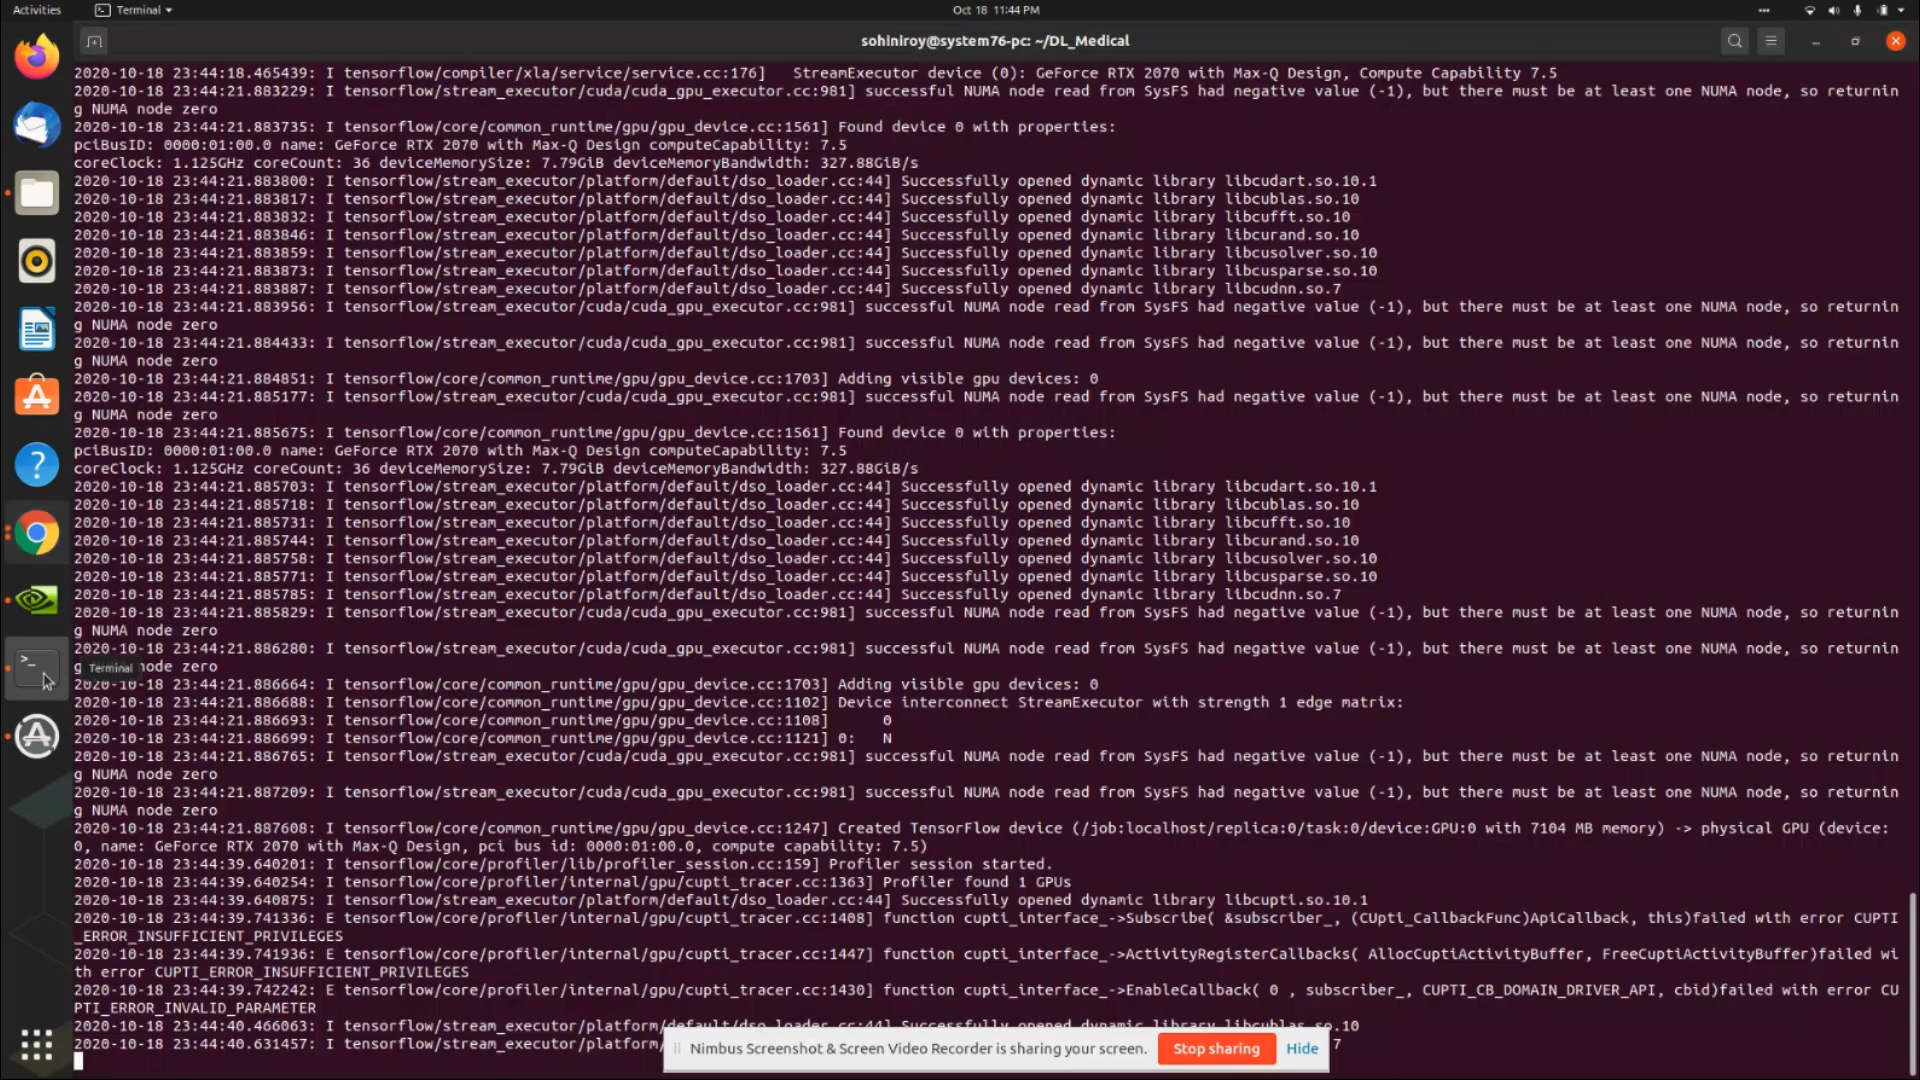 Activities
Terminal
Oct 18 11:44 PM
sohiniroy@system76-pc: ~/DL_Medical
2020-10-18 23:44:18.465439: I tensorflow/compiler/xla/service/service.cc:176]   StreamExecutor device (0): GeForce RTX 2070 with Max-Q Design, Compute Capability 7.5
2020-10-18 23:44:21.883229: I tensorflow/stream_executor/cuda/cuda_gpu_executor.cc:981] successful NUMA node read from SysFS had negative value (-1), but there must be at least one NUMA node, so returnin
g NUMA node zero
2020-10-18 23:44:21.883735: I tensorflow/core/common_runtime/gpu/gpu_device.cc:1561] Found device 0 with properties:
pciBusID: 0000:01:00.0 name: GeForce RTX 2070 with Max-Q Design computeCapability: 7.5
coreClock: 1.125GHz coreCount: 36 deviceMemorySize: 7.79GiB deviceMemoryBandwidth: 327.88GiB/s
2020-10-18 23:44:21.883800: I tensorflow/stream_executor/platform/default/dso_loader.cc:44] Successfully opened dynamic library libcudart.so.10.1
2020-10-18 23:44:21.883817: I tensorflow/stream_executor/platform/default/dso_loader.cc:44] Successfully opened dynamic library libcublas.so.10
2020-10-18 23:44:21.883832: I tensorflow/stream_executor/platform/default/dso_loader.cc:44] Successfully opened dynamic library libcufft.so.10
2020-10-18 23:44:21.883846: I tensorflow/stream_executor/platform/default/dso_loader.cc:44] Successfully opened dynamic library libcurand.so.10
2020-10-18 23:44:21.883859: I tensorflow/stream_executor/platform/default/dso_loader.cc:44] Successfully opened dynamic library libcusolver.so.10
2020-10-18 23:44:21.883873: I tensorflow/stream_executor/platform/default/dso_loader.cc:44] Successfully opened dynamic library libcusparse.so.10
2020-10-18 23:44:21.883887: I tensorflow/stream_executor/platform/default/dso_loader.cc:44] Successfully opened dynamic library libcudnn.so.7
2020-10-18 23:44:21.883956: I tensorflow/stream_executor/cuda/cuda_gpu_executor.cc:981] successful NUMA node read from SysFS had negative value (-1), but there must be at least one NUMA node, so returnin
g NUMA node zero
2020-10-18 23:44:21.884433: I tensorflow/stream_executor/cuda/cuda_gpu_executor.cc:981] successful NUMA node read from SysFS had negative value (-1), but there must be at least one NUMA node, so returnin
g NUMA node zero
2020-10-18 23:44:21.884851: I tensorflow/core/common_runtime/gpu/gpu_device.cc:1703] Adding visible gpu devices: 0
2020-10-18 23:44:21.885177: I tensorflow/stream_executor/cuda/cuda_gpu_executor.cc:981] successful NUMA node read from SysFS had negative value (-1), but there must be at least one NUMA node, so returnin
g NUMA node zero
2020-10-18 23:44:21.885675: I tensorflow/core/common_runtime/gpu/gpu_device.cc:1561] Found device 0 with properties:
pciBusID: 0000:01:00.0 name: GeForce RTX 2070 with Max-Q Design computeCapability: 7.5
coreClock: 1.125GHz coreCount: 36 deviceMemorySize: 7.79GiB deviceMemoryBandwidth: 327.88GiB/s
2020-10-18 23:44:21.885703: I tensorflow/stream_executor/platform/default/dso_loader.cc:44] Successfully opened dynamic library libcudart.so.10.1
2020-10-18 23:44:21.885718: I tensorflow/stream_executor/platform/default/dso_loader.cc:44] Successfully opened dynamic library libcublas.so.10
2020-10-18 23:44:21.885731: I tensorflow/stream_executor/platform/default/dso_loader.cc:44] Successfully opened dynamic library libcufft.so.10
2020-10-18 23:44:21.885744: I tensorflow/stream_executor/platform/default/dso_loader.cc:44] Successfully opened dynamic library libcurand.so.10
2020-10-18 23:44:21.885758: I tensorflow/stream_executor/platform/default/dso_loader.cc:44] Successfully opened dynamic library libcusolver.so.10
2020-10-18 23:44:21.885771: I tensorflow/stream_executor/platform/default/dso_loader.cc:44] Successfully opened dynamic library libcusparse.so.10
2020-10-18 23:44:21.885785: I tensorflow/stream_executor/platform/default/dso_loader.cc:44] Successfully opened dynamic library libcudnn.so.7
2020-10-18 23:44:21.885829: I tensorflow/stream_executor/cuda/cuda_gpu_executor.cc:981] successful NUMA node read from SysFS had negative value (-1), but there must be at least one NUMA node, so returnin
g NUMA node zero
2020-10-18 23:44:21.886280: I tensorflow/stream_executor/cuda/cuda_gpu_executor.cc:981] successful NUMA node read from SysFS had negative value (-1), but there must be at least one NUMA node, so returnin
g Terminal node zero
2020-10-18 23:44:21.886664: I tensorflow/core/common_runtime/gpu/gpu_device.cc:1703] Adding visible gpu devices: 0
2020-10-18 23:44:21.886688: I tensorflow/core/common_runtime/gpu/gpu_device.cc:1102] Device interconnect StreamExecutor with strength 1 edge matrix:
2020-10-18 23:44:21.886693: I tensorflow/core/common_runtime/gpu/gpu_device.cc:1108]      0
2020-10-18 23:44:21.886699: I tensorflow/core/common_runtime/gpu/gpu_device.cc:1121] 0:   N
2020-10-18 23:44:21.886765: I tensorflow/stream_executor/cuda/cuda_gpu_executor.cc:981] successful NUMA node read from SysFS had negative value (-1), but there must be at least one NUMA node, so returnin
g NUMA node zero
2020-10-18 23:44:21.887209: I tensorflow/stream_executor/cuda/cuda_gpu_executor.cc:981] successful NUMA node read from SysFS had negative value (-1), but there must be at least one NUMA node, so returnin
g NUMA node zero
2020-10-18 23:44:21.887608: I tensorflow/core/common_runtime/gpu/gpu_device.cc:1247] Created TensorFlow device (/job:localhost/replica:0/task:0/device:GPU:0 with 7104 MB memory) -> physical GPU (device:
0, name: GeForce RTX 2070 with Max-Q Design, pci bus id: 0000:01:00.0, compute capability: 7.5)
2020-10-18 23:44:39.640201: I tensorflow/core/profiler/lib/profiler_session.cc:159] Profiler session started.
2020-10-18 23:44:39.640254: I tensorflow/core/profiler/internal/gpu/cupti_tracer.cc:1363] Profiler found 1 GPUs
2020-10-18 23:44:39.640875: I tensorflow/stream_executor/platform/default/dso_loader.cc:44] Successfully opened dynamic library libcupti.so.10.1
2020-10-18 23:44:39.741336: E tensorflow/core/profiler/internal/gpu/cupti_tracer.cc:1408] function cupti_interface_->Subscribe( &subscriber_, (CUpti_CallbackFunc)ApiCallback, this)failed with error CUPTI
_ERROR_INSUFFICIENT_PRIVILEGES
2020-10-18 23:44:39.741936: E tensorflow/core/profiler/internal/gpu/cupti_tracer.cc:1447] function cupti_interface_->ActivityRegisterCallbacks( AllocCuptiActivityBuffer, FreeCuptiActivityBuffer)failed wi
th error CUPTI_ERROR_INSUFFICIENT_PRIVILEGES
2020-10-18 23:44:39.742242: E tensorflow/core/profiler/internal/gpu/cupti_tracer.cc:1430] function cupti_interface_->EnableCallback( 0 , subscriber_, CUPTI_CB_DOMAIN_DRIVER_API, cbid)failed with error CU
PTI_ERROR_INVALID_PARAMETER
2020-10-18 23:44:40.466063: I tensorflow/stream_executor/platform/default/dso_loader.cc:44] Successfully opened dynamic library libcublas.so.10
2020-10-18 23:44:40.631457: I tensorflow/stream_executor/platform/ 7
Nimbus Screenshot & Screen Video Recorder is sharing your screen. Stop sharing Hide